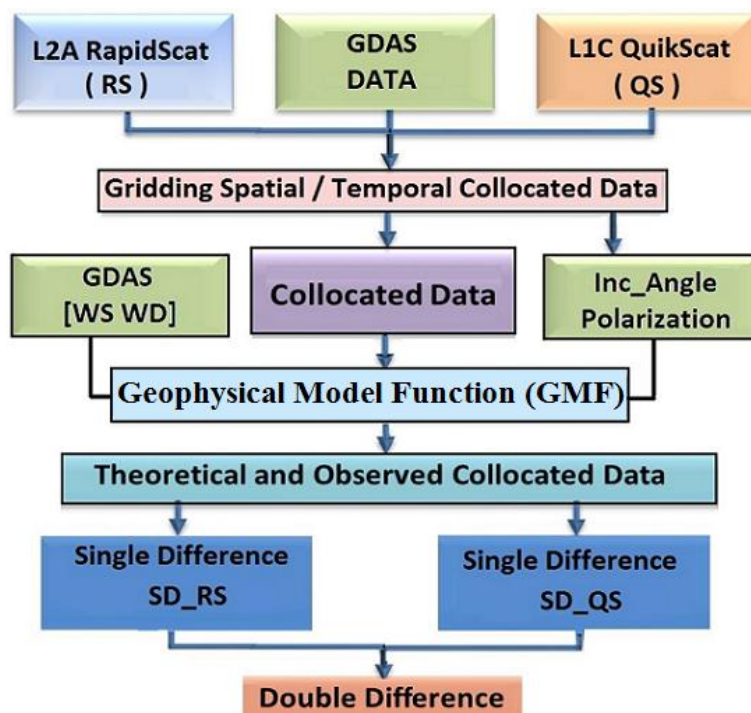 L2A RapidScat
( RS )
GDAS
DATA
L1C QuikScat
( QS )
Gridding Spatial / Temporal Collocated Data
GDAS
[WS WD]
Collocated Data
Inc_Angle
Polarization
Geophysical Model Function (GMF)
Theoretical and Observed Collocated Data
Single Difference
SD_RS
Single Difference
SD_QS
Double Difference